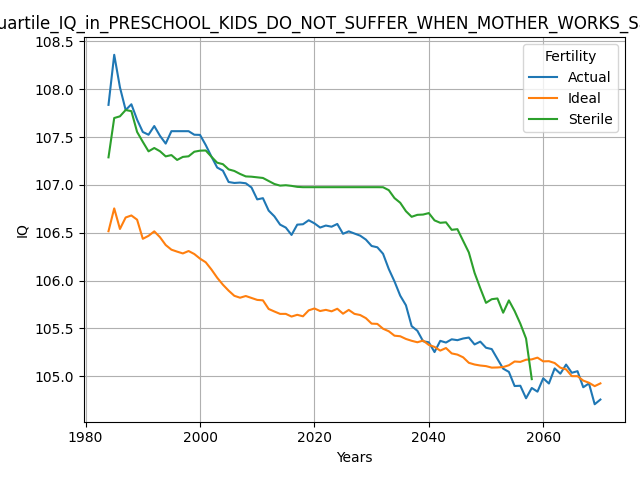 uartile_IQ_in_PRESCHOOL_KIDS_DO_NOT_SUFFER_WHEN_MOTHER_WORKS_S
108.5
108.0
107.5
107.0
106.5
106.0
105.5
105.0
IQ
Fertility
Actual
Ideal
Sterile
1980
2000
2020
2040
2060
Years